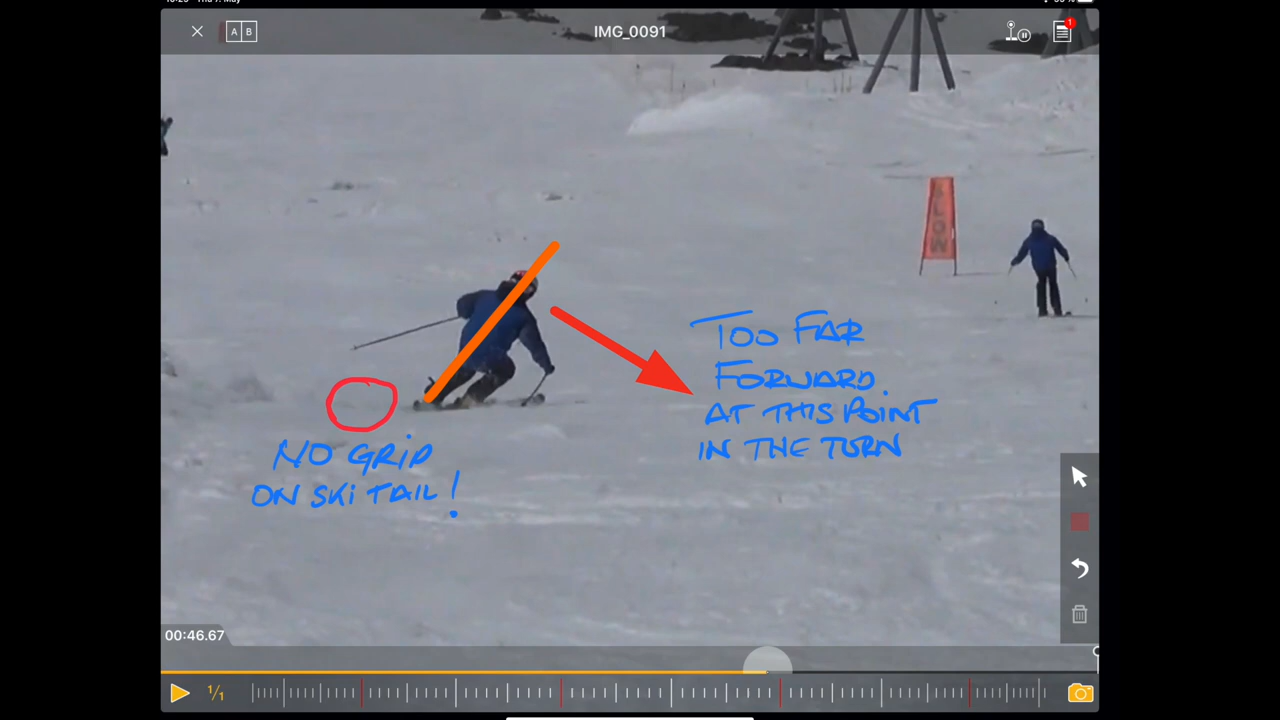 IMG_0091
A B
1
SLOW
TOO FAR
FORWARD.
AT THIS POINT
IN THE TURN
NO GRIP
ON SKI TAIL!
00:46.67
1/1